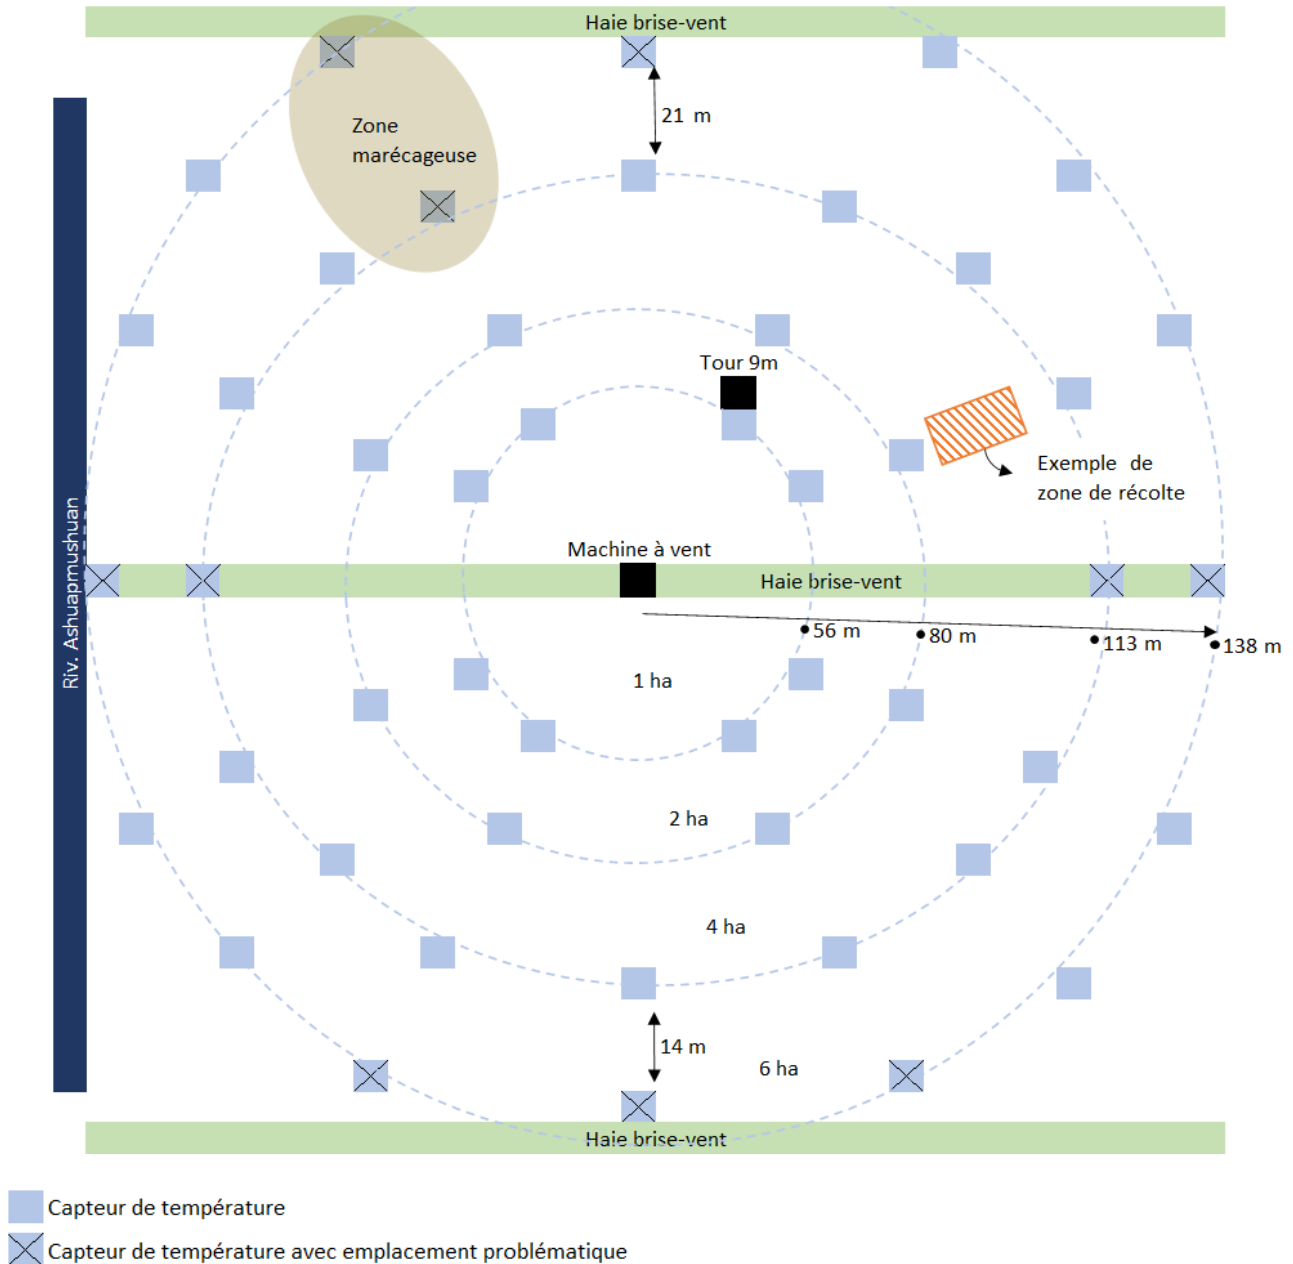 Haie brise-vent
21 m
Zone
marécageuse
Tour 9m
Exemple de
zone de récolte
Riv. Ashuapmushuan
Machine à vent
Haie brise-vent
56 m
80 m
113 m
138 m
1 ha
2 ha
4 ha
14 m
6 ha
Haie brise-vent
Capteur de température
Capteur de température avec emplacement problématique